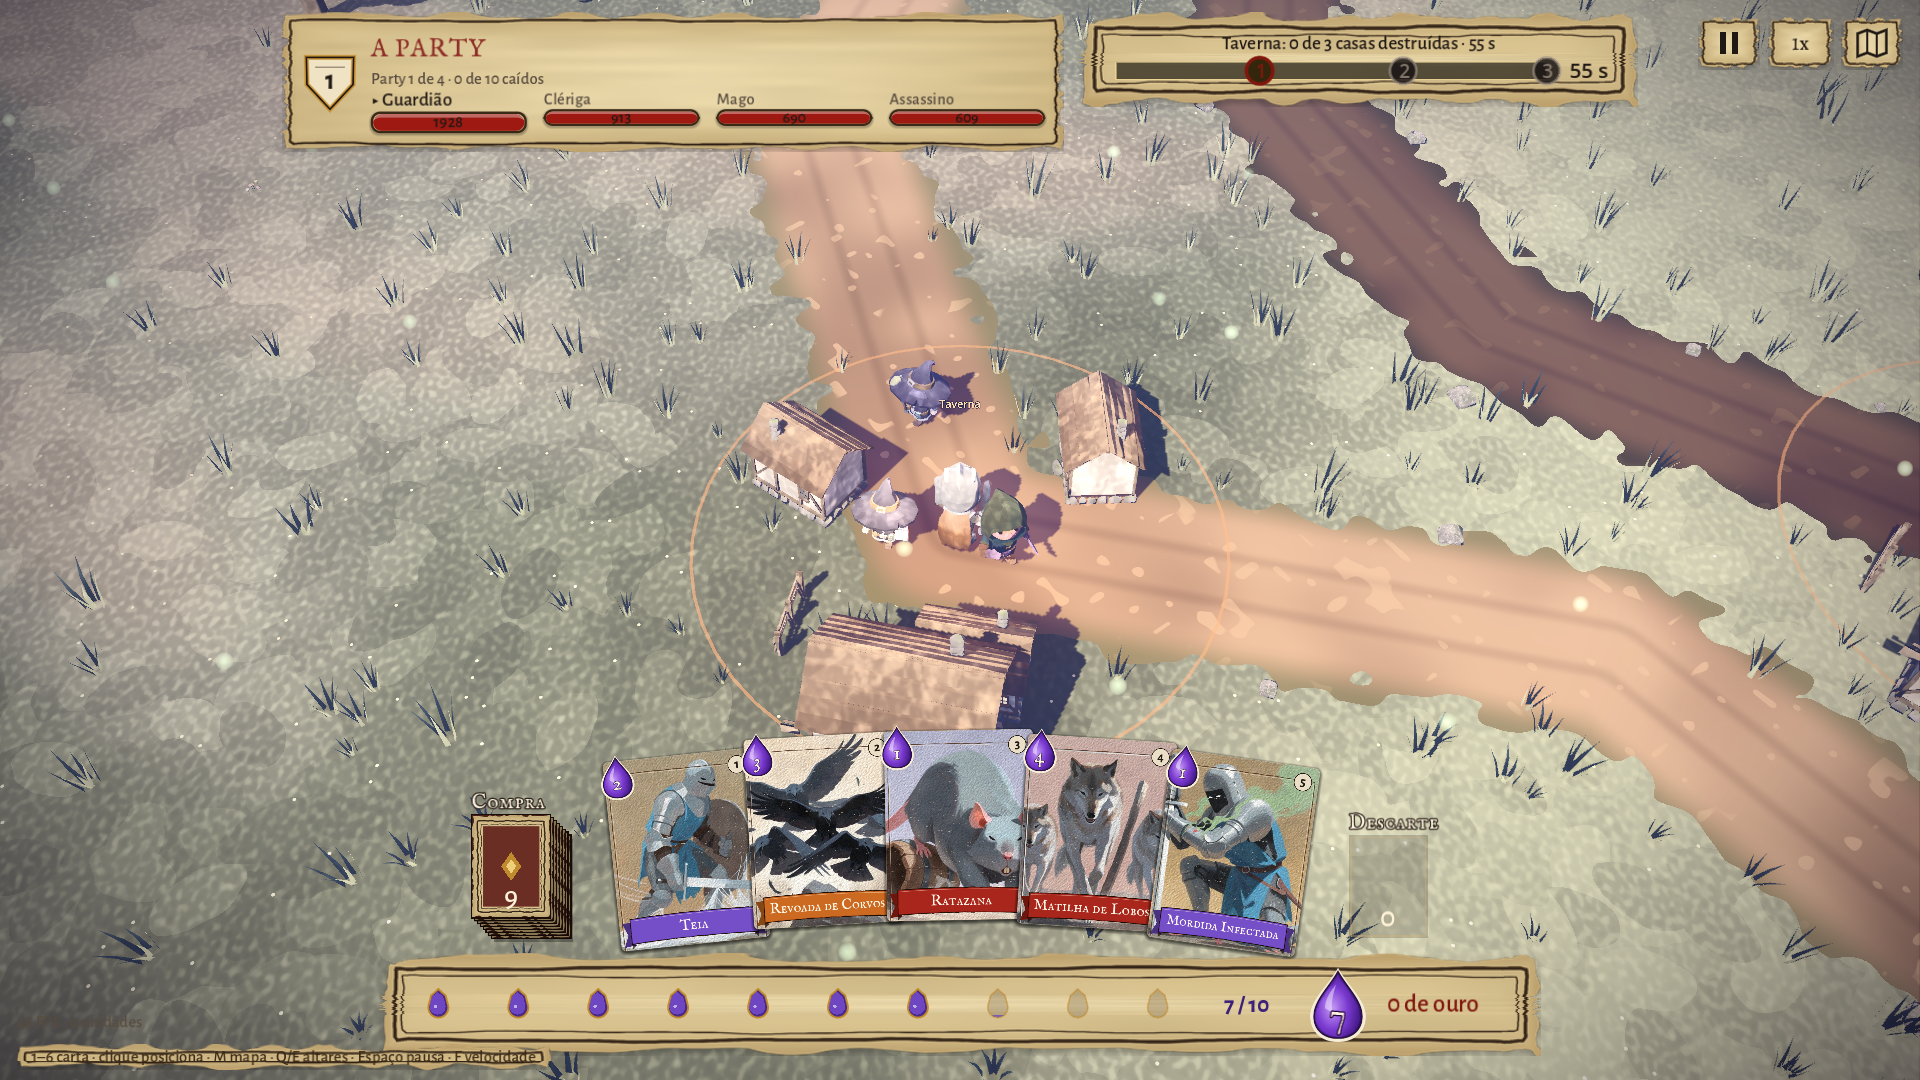 A PARTY
1
Party 1 de 4 · 0 de 10 caídos
▸ Guardião
Clériga
Mago
Assassino
1928
913
690
609
Taverna: 0 de 3 casas destruídas · 55 s
1
2
3
55 s
1x
Taverna
Compra
9
2
1
Teia
3
2
Revoada de Corvos
1
3
Ratazana
4
4
Matilha de Lobos
1
5
Mordida Infectada
Descarte
0
7 / 10
7
0 de ouro
1–6 carta · clique posiciona · M mapa · Q/E altares · Espaço pausa · F velocidade